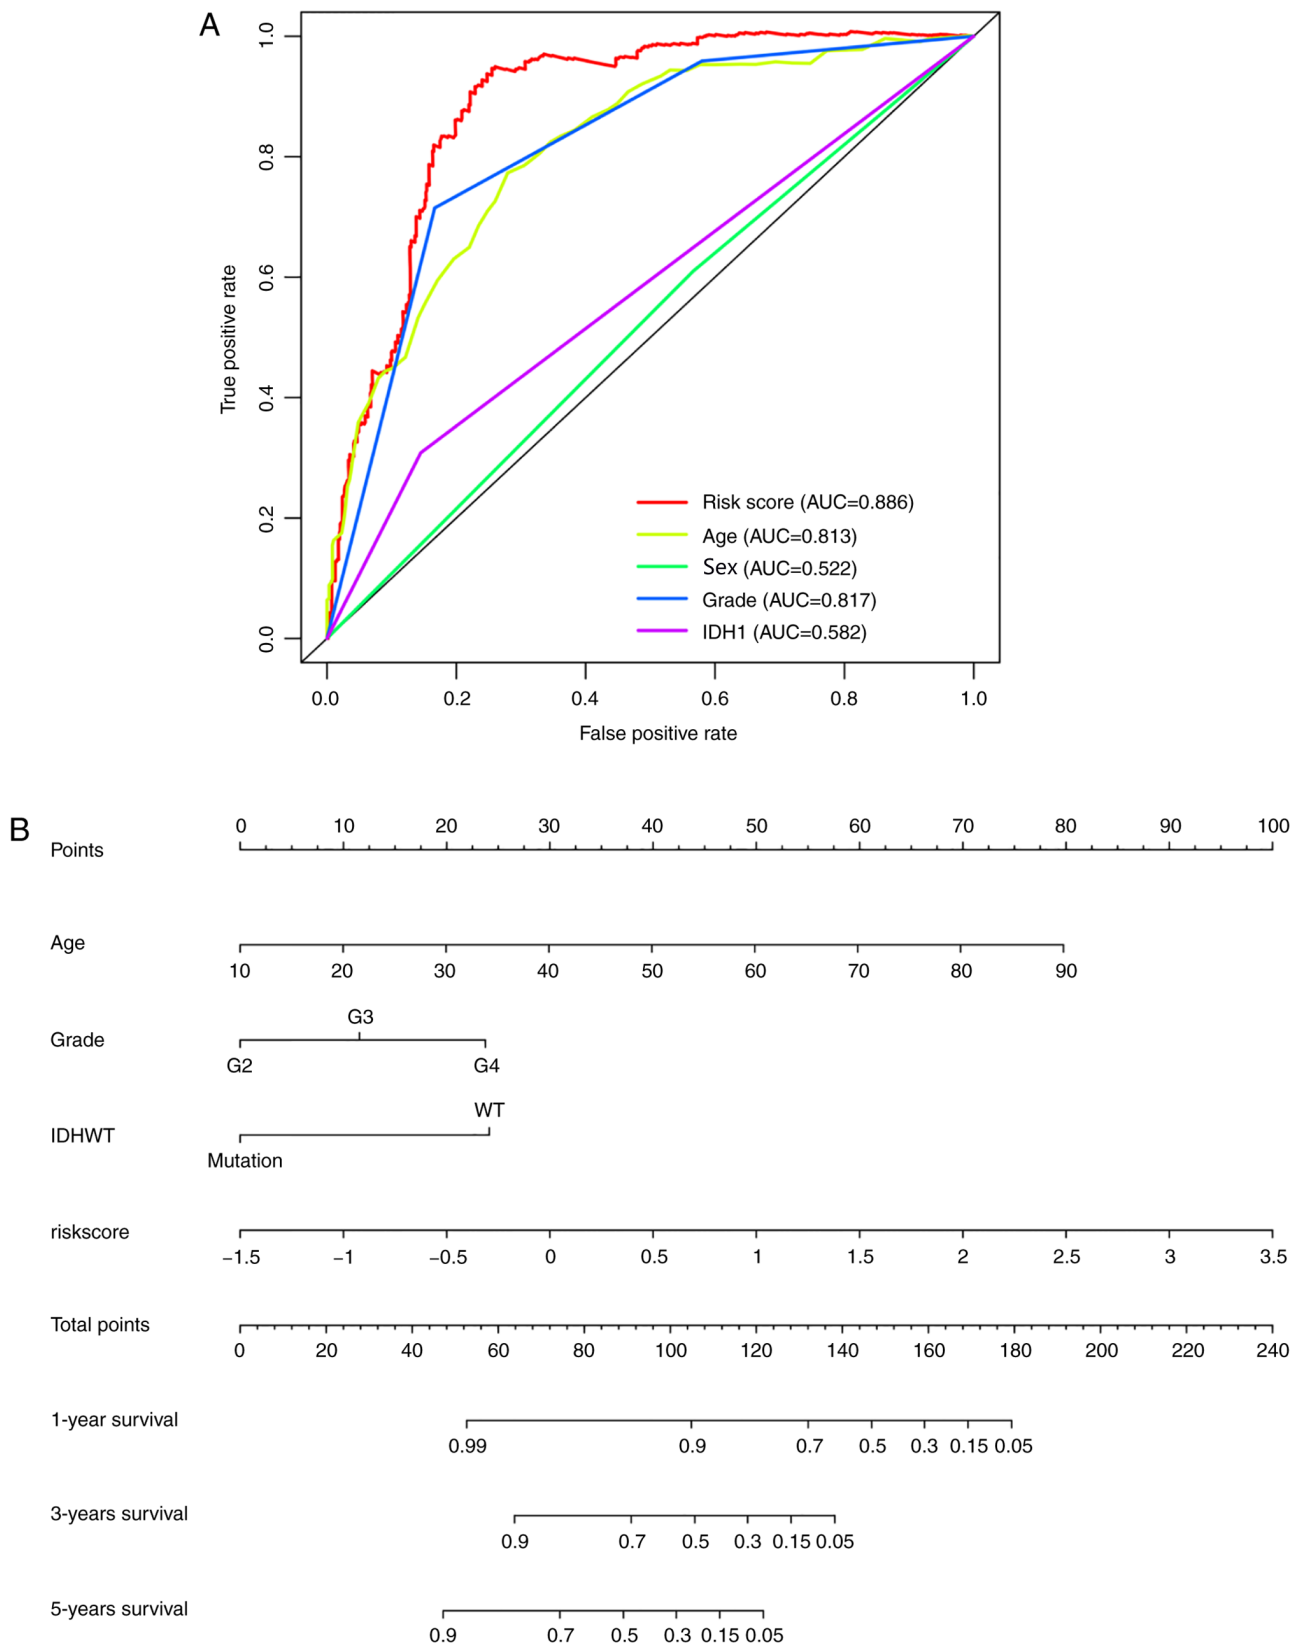 A
1.0
0.8
0.6
0.4
0.2
0.0
True positive rate
Risk score (AUC=0.886)
Age (AUC=0.813)
Sex (AUC=0.522)
Grade (AUC=0.817)
IDH1 (AUC=0.582)
0.0 0.2 0.4 0.6 0.8 1.0
False positive rate
B
0 10 20 30 40 50 60 70 80 90 100
Points
Age
10 20 30 40 50 60 70 80 90
G3
Grade
G2 G4
WT
IDHWT
Mutation
riskscore
−1.5 −1 −0.5 0 0.5 1 1.5 2 2.5 3 3.5
Total points
0 20 40 60 80 100 120 140 160 180 200 220 240
1-year survival
0.99 0.9 0.7 0.5 0.3 0.15 0.05
3-years survival
0.9 0.7 0.5 0.3 0.15 0.05
5-years survival
0.9 0.7 0.5 0.3 0.15 0.05